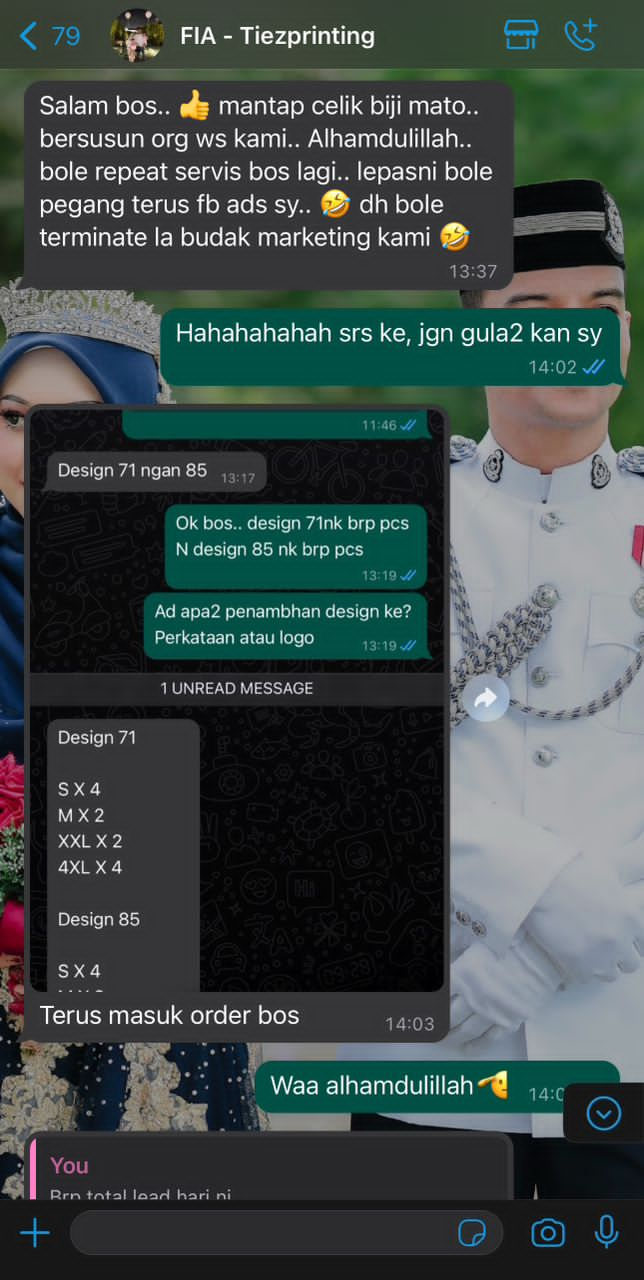 79
FIA - Tiezprinting
Salam bos.. 👍 mantap celik biji mato..
bersusun org ws kami.. Alhamdulillah..
bole repeat servis bos lagi.. lepasni bole
pegang terus fb ads sy.. 🤣 dh bole
terminate la budak marketing kami 🤣
13:37
Hahahahahah srs ke, jgn gula2 kan sy
14:02
11:46
Design 71 ngan 85
13:17
Ok bos.. design 71nk brp pcs
N design 85 nk brp pcs
13:19
Ad apa2 penambhan design ke?
Perkataan atau logo
13:19
1 UNREAD MESSAGE
Design 71
S X 4
M X 2
XXL X 2
4XL X 4
Design 85
S X 4
Hi
Terus masuk order bos
14:03
Waa alhamdulillah
You
Brp total lead hari ni